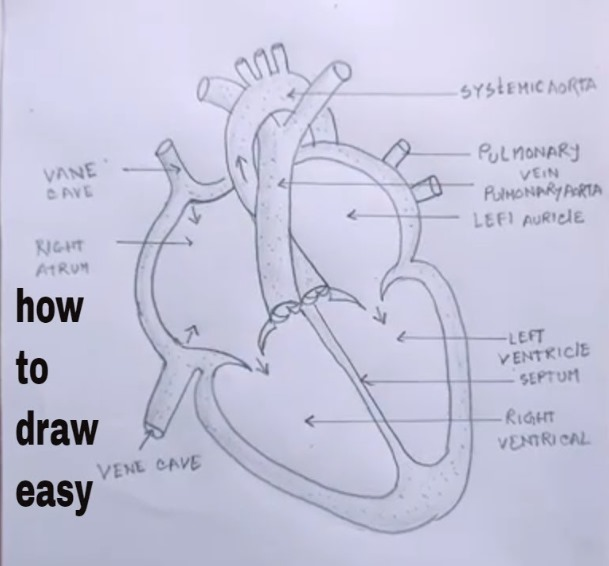 SYSTEMIC AORTA
PULMONARY
VEIN
PULMONARY AORTA
LEFT AURICLE
VANE
CAVE
RIGHT
ATRUM
how
to
draw
easy
LEFT
VENTRICLE
SEPTUM
RIGHT
VENTRICAL
VENE CAVE